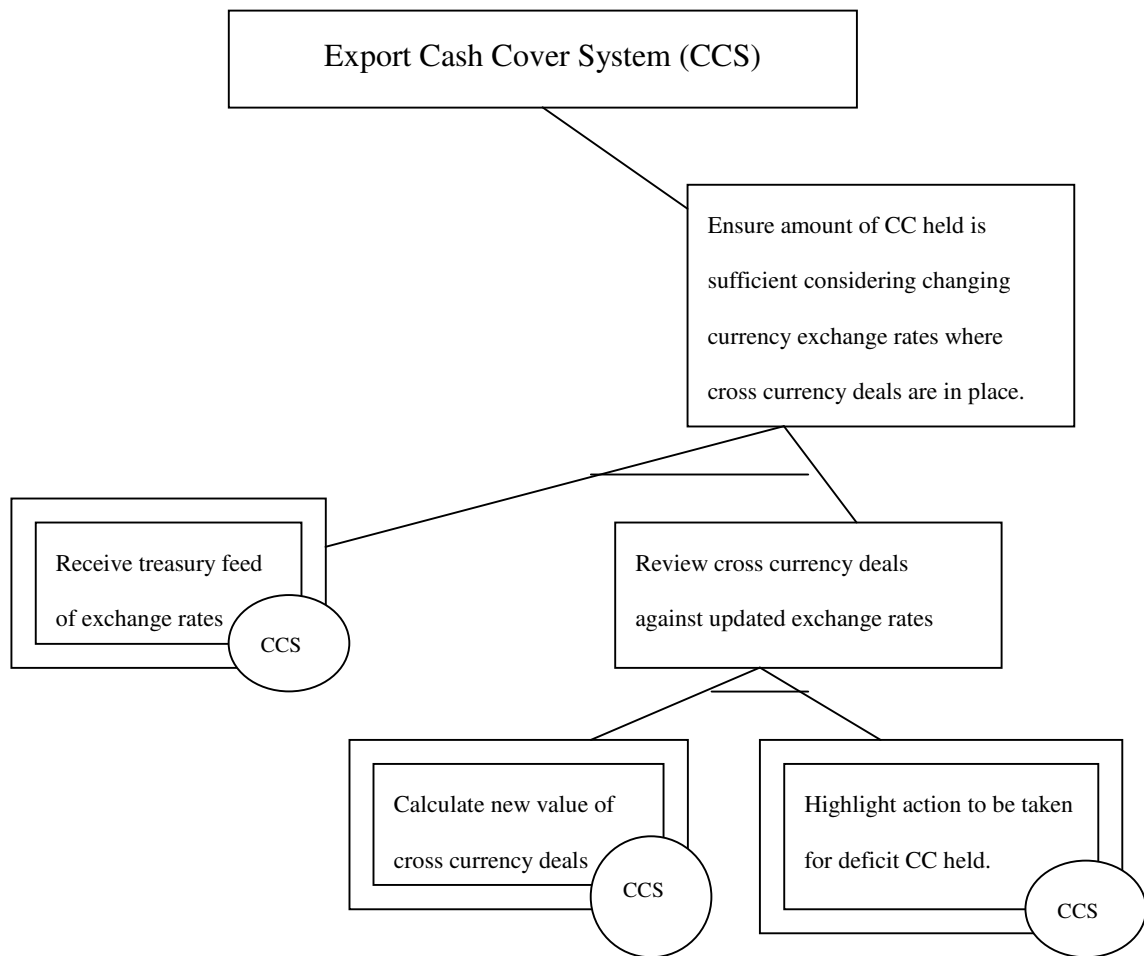 Export Cash Cover System (CCS)
Ensure amount of CC held is
sufficient considering changing
currency exchange rates where
cross currency deals are in place.
Receive treasury feed
of exchange rates
CCS
Review cross currency deals
against updated exchange rates
Calculate new value of
cross currency deals
CCS
Highlight action to be taken
for deficit CC held.
CCS